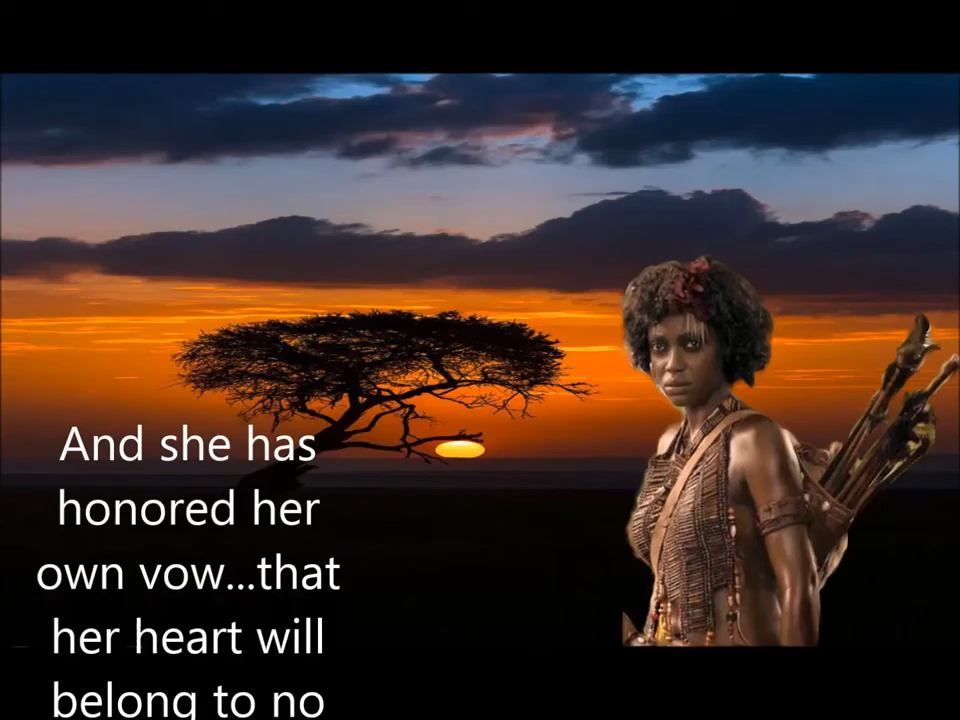 And she has
honored her
own vow...that
her heart will
belong to no